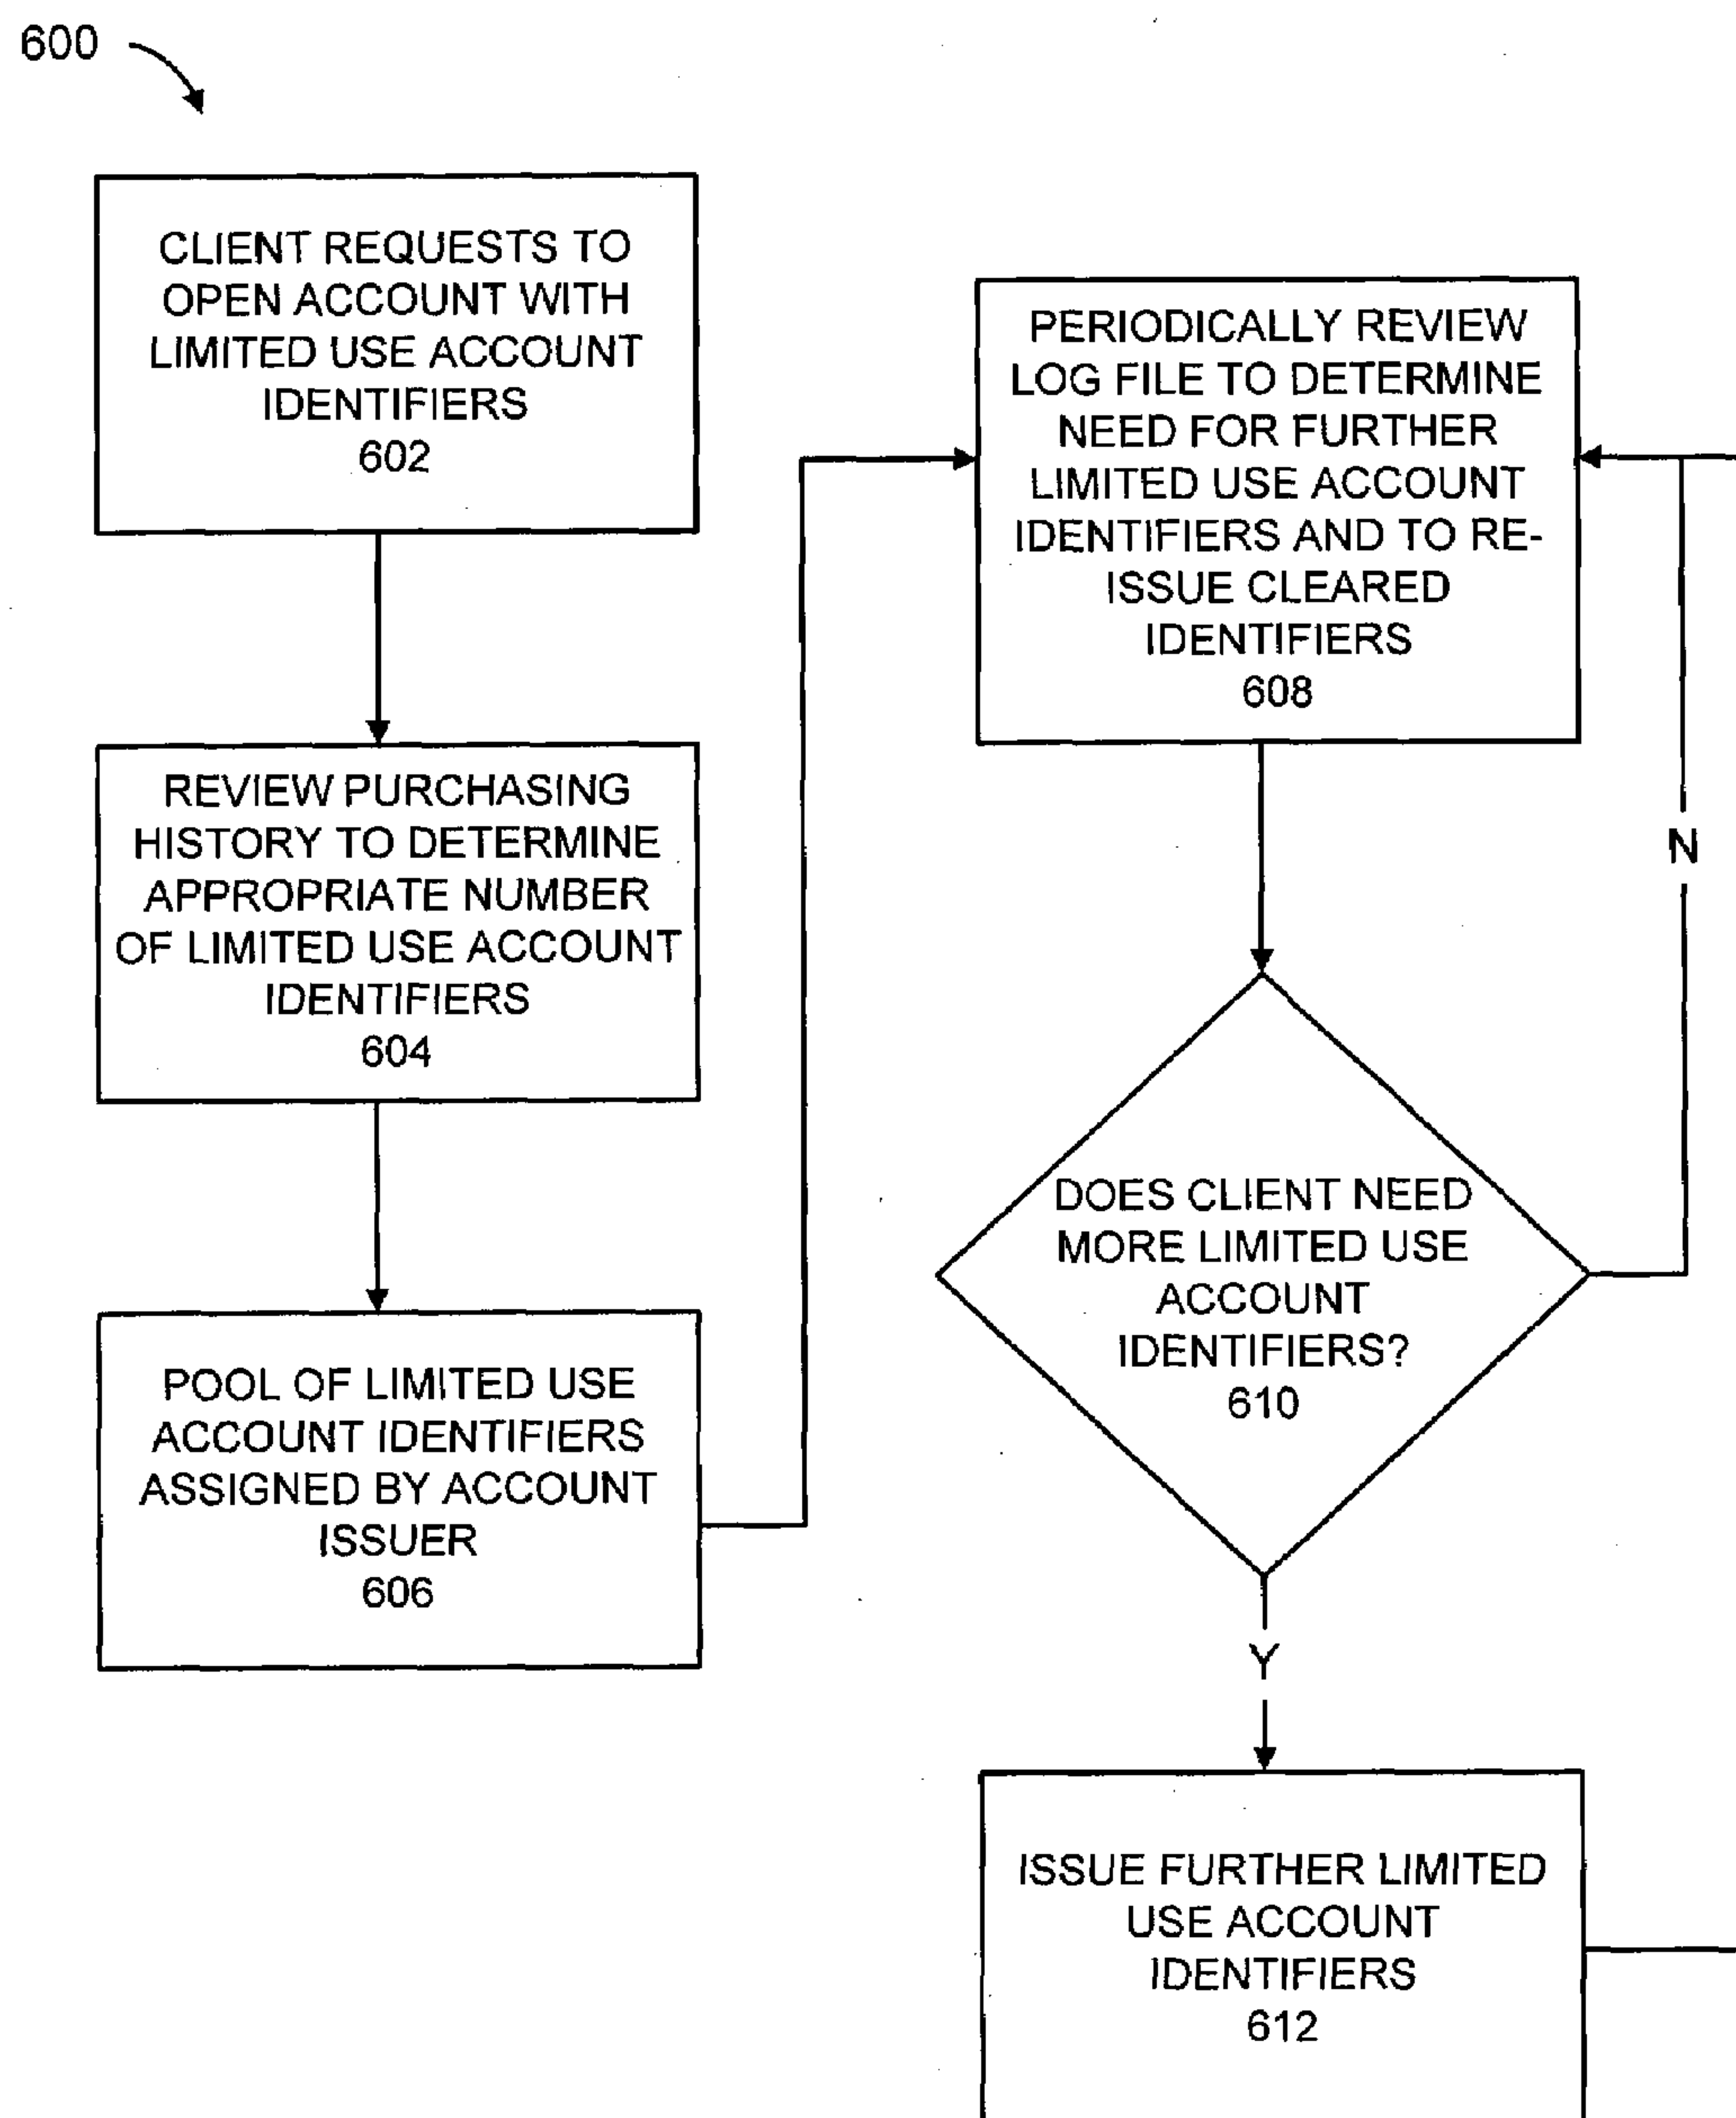 600
CLIENT REQUESTS TO
OPEN ACCOUNT WITH
LIMITED USE ACCOUNT
IDENTIFIERS
602
REVIEW PURCHASING
HISTORY TO DETERMINE
APPROPRIATE NUMBER
OF LIMITED USE ACCOUNT
IDENTIFIERS
604
POOL OF LIMITED USE
ACCOUNT IDENTIFIERS
ASSIGNED BY ACCOUNT
ISSUER
606
PERIODICALLY REVIEW
LOG FILE TO DETERMINE
NEED FOR FURTHER
LIMITED USE ACCOUNT
IDENTIFIERS AND TO RE-
ISSUE CLEARED
IDENTIFIERS
608
N
DOES CLIENT NEED
MORE LIMITED USE
ACCOUNT
IDENTIFIERS?
610
Y
ISSUE FURTHER LIMITED
USE ACCOUNT
IDENTIFIERS
612